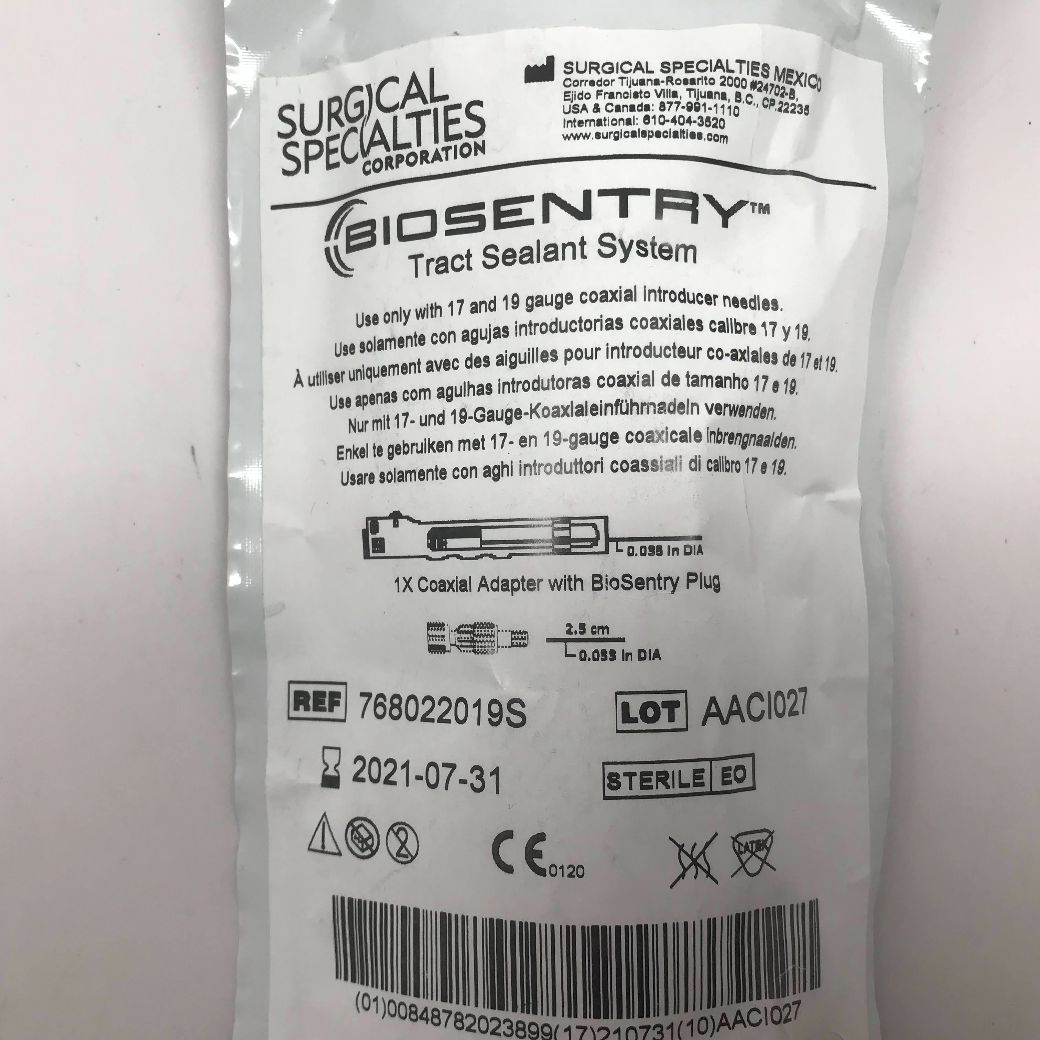 SURGICAL
SPECIALTIES
CORPORATION
SURGICAL SPECIALTIES MEXICO
Corredor Tijuana-Rosarito 2000 #24702-B,
Ejido Francisto Villa, Tijuana, B.C., CP.22235
USA & Canada: 877-991-1110
International: 610-404-3520
www.surgicalspecialties.com
BIOSENTRY™
Tract Sealant System
Use only with 17 and 19 gauge coaxial introducer needles.
Use solamente con agujas introductorias coaxiales calibre 17 y 19.
À utiliser uniquement avec des aiguilles pour introducteur co-axiales de 17 et 19.
Use apenas com agulhas introdutoras coaxial de tamanho 17 e 19.
Nur mit 17- und 19-Gauge-Koaxialeinführnadeln verwenden.
Enkel te gebruiken met 17- en 19-gauge coaxicale inbrengnaalden.
Usare solamente con aghi introduttori coassiali di calibro 17 e 19.
0.038 in DIA
1X Coaxial Adapter with BioSentry Plug
2.5 cm
0.033 in DIA
REF 768022019S
LOT AACI027
2021-07-31
STERILE EO
2
CE 0120
LATEX
(01)00848782023899(17)210731(10)AACI027